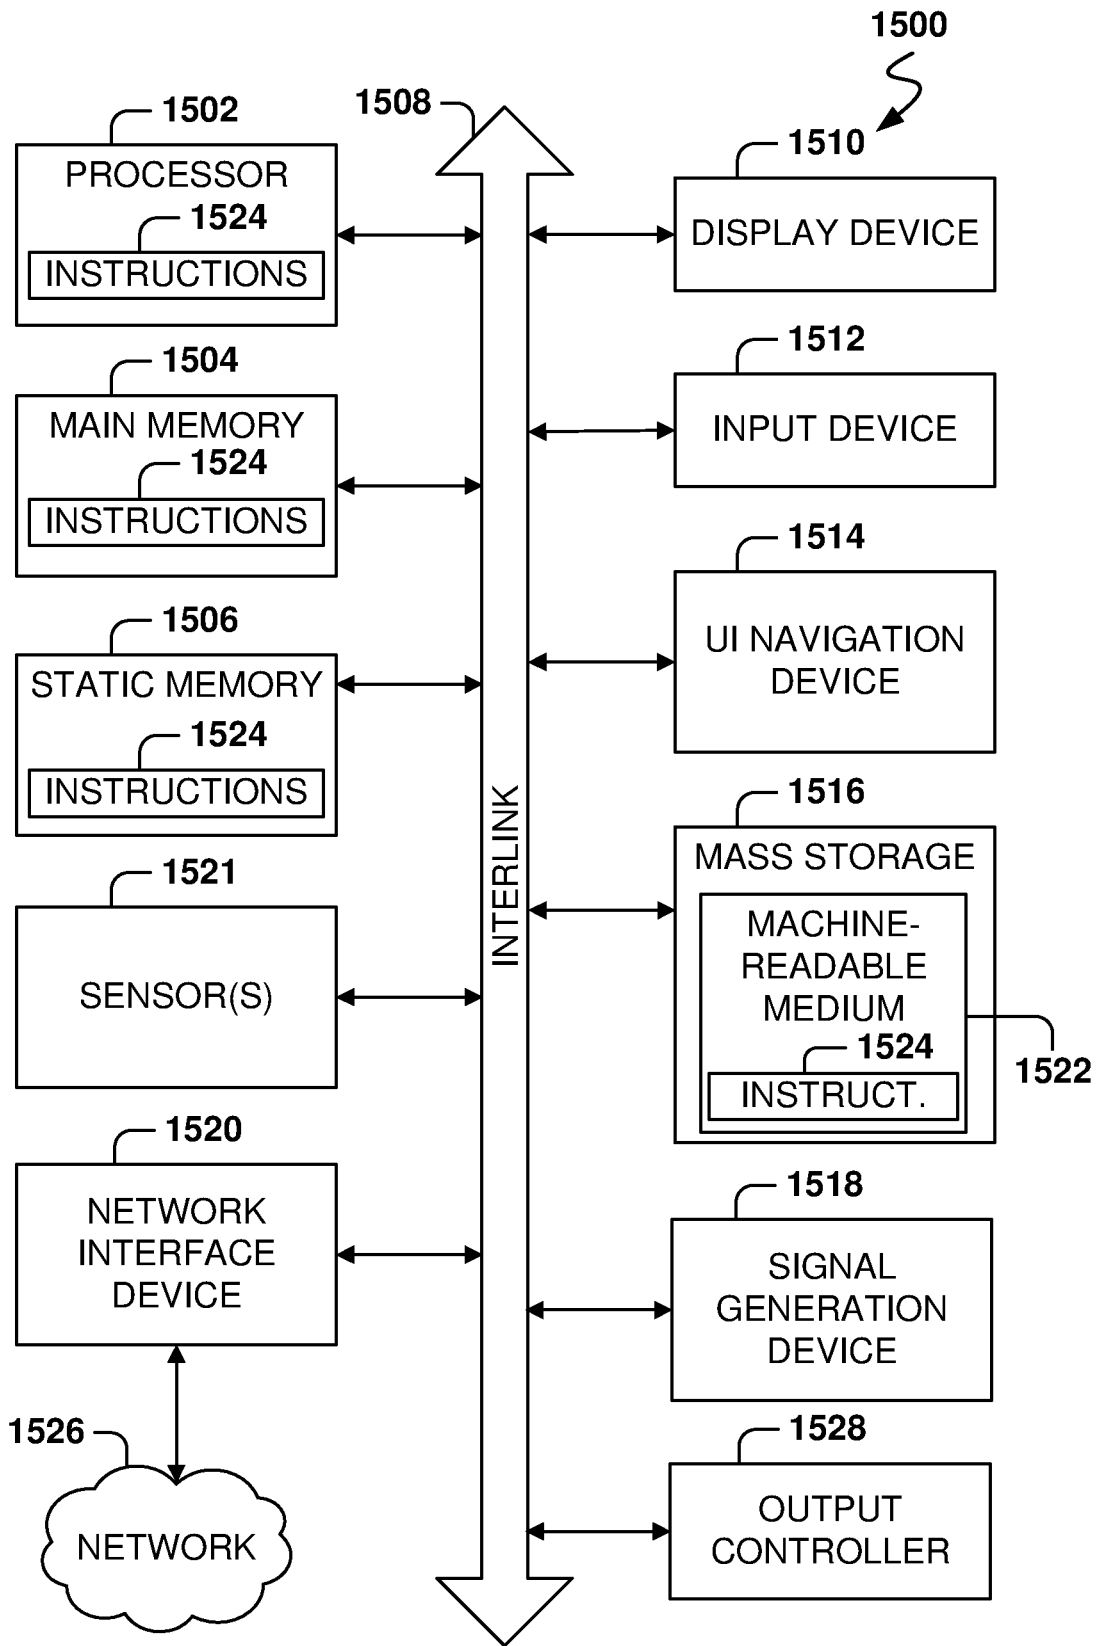 1500
1502
PROCESSOR
1524
INSTRUCTIONS
1504
MAIN MEMORY
1524
INSTRUCTIONS
1506
STATIC MEMORY
1524
INSTRUCTIONS
1521
SENSOR(S)
1520
NETWORK
INTERFACE
DEVICE
1526
NETWORK
1508
INTERLINK
1510
DISPLAY DEVICE
1512
INPUT DEVICE
1514
UI NAVIGATION
DEVICE
1516
MASS STORAGE
MACHINE-
READABLE
MEDIUM
1524
INSTRUCT.
1522
1518
SIGNAL
GENERATION
DEVICE
1528
OUTPUT
CONTROLLER